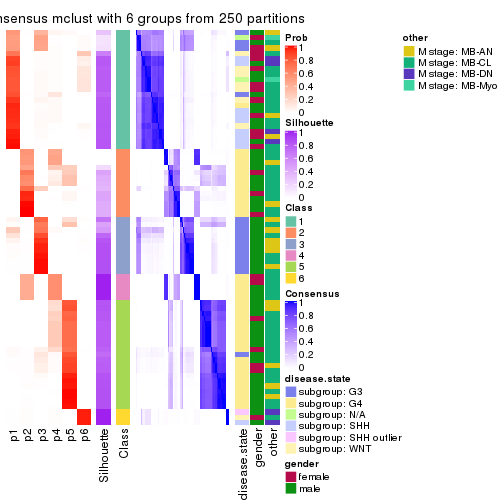 nsensus mclust with 6 groups from 250 partitions
Prob
1
0.8
0.6
0.4
0.2
0
Silhouette
1
0.8
0.6
0.4
0.2
0
Class
1
2
3
4
5
6
Consensus
1
0.8
0.6
0.4
0.2
0
disease.state
subgroup: G3
subgroup: G4
subgroup: N/A
subgroup: SHH
subgroup: SHH outlier
subgroup: WNT
gender
female
male
other
M stage: MB-AN
M stage: MB-CL
M stage: MB-DN
M stage: MB-Myo
p1
p2
p3
p4
p5
p6
Silhouette
Class
disease.state
gender
other